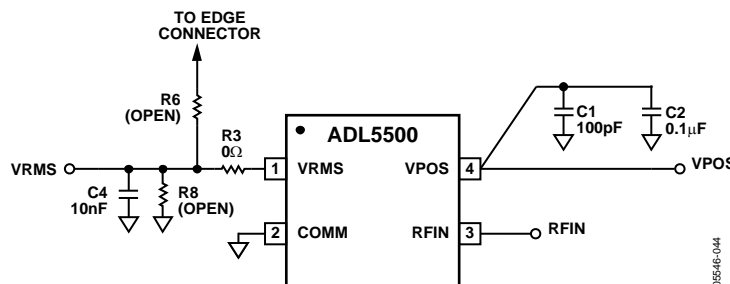 TO EDGE
CONNECTOR
R6
(OPEN)
R3
0Ω
ADL5500
C1
100pF
C2
0.1µF
VRMS
1
VRMS
VPOS
4
VPOS
C4
10nF
R8
(OPEN)
2
COMM
RFIN
3
RFIN
05546-044